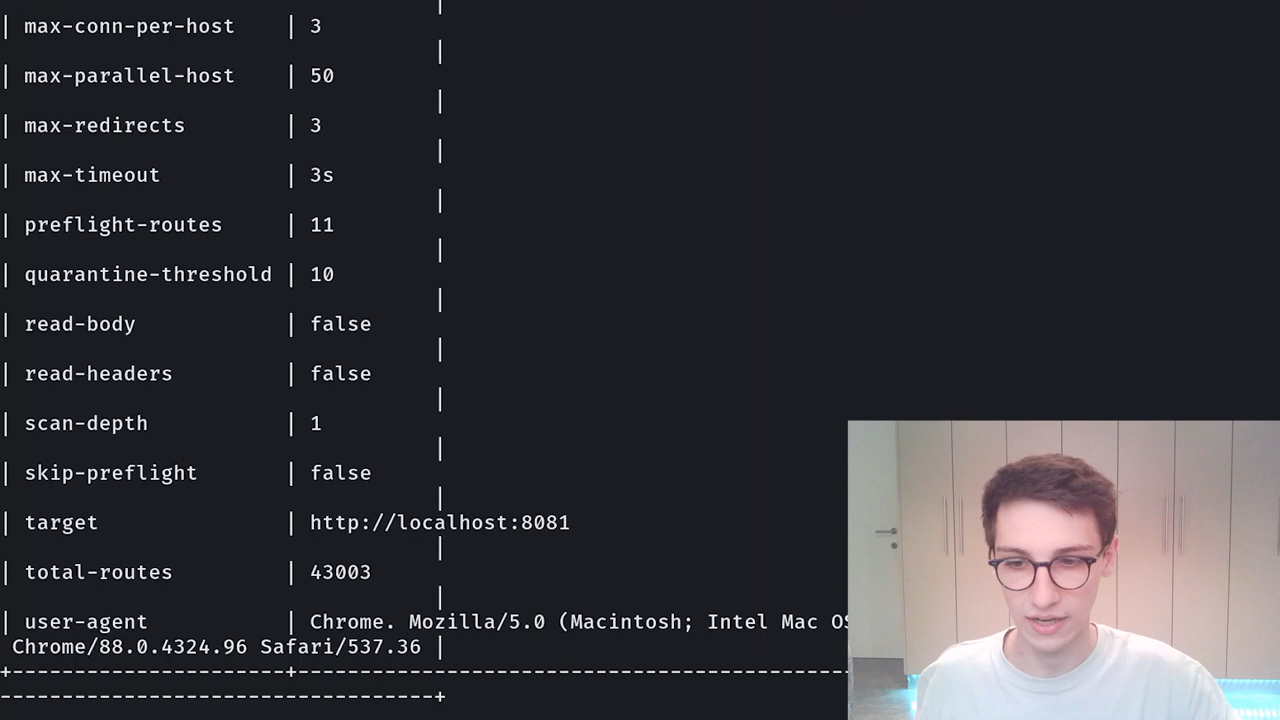 | max-conn-per-host | 3 |
| max-parallel-host | 50 |
| max-redirects | 3 |
| max-timeout | 3s |
| preflight-routes | 11 |
| quarantine-threshold | 10 |
| read-body | false |
| read-headers | false |
| scan-depth | 1 |
| skip-preflight | false |
| target | http://localhost:8081 |
| total-routes | 43003 |
| user-agent | Chrome. Mozilla/5.0 (Macintosh; Intel Mac OS
Chrome/88.0.4324.96 Safari/537.36 |